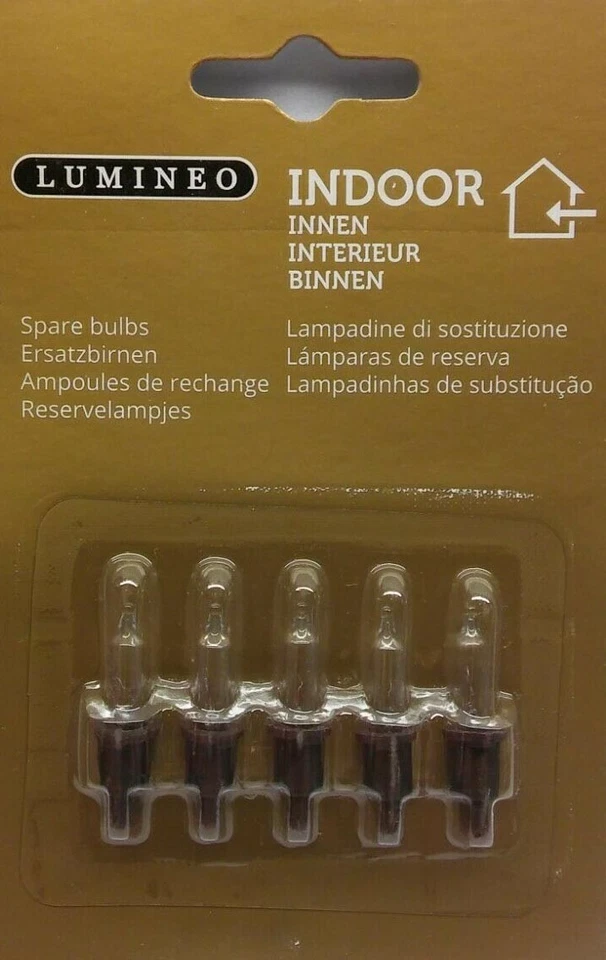 LUMINEO
INDOOR
INNEN
INTERIEUR
BINNEN
Spare bulbs
Ersatzbirnen
Ampoules de rechange
Reservelampjes
Lampadine di sostituzione
Lámparas de reserva
Lampadinhas de substitução